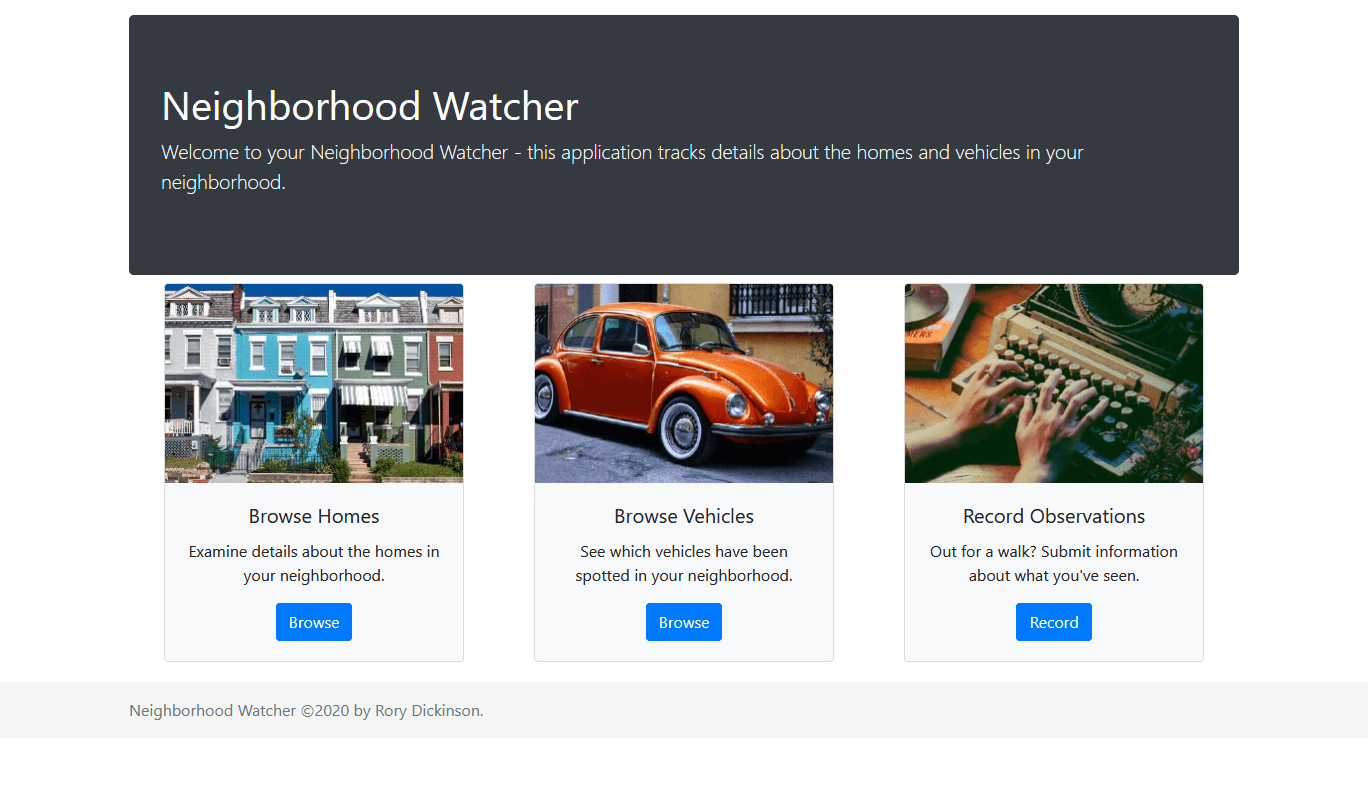 Neighborhood Watcher
Welcome to your Neighborhood Watcher - this application tracks details about the homes and vehicles in your
neighborhood.
Browse Homes
Examine details about the homes in
your neighborhood.
Browse
Browse Vehicles
See which vehicles have been
spotted in your neighborhood.
Browse
Record Observations
Out for a walk? Submit information
about what you've seen.
Record
Neighborhood Watcher ©2020 by Rory Dickinson.